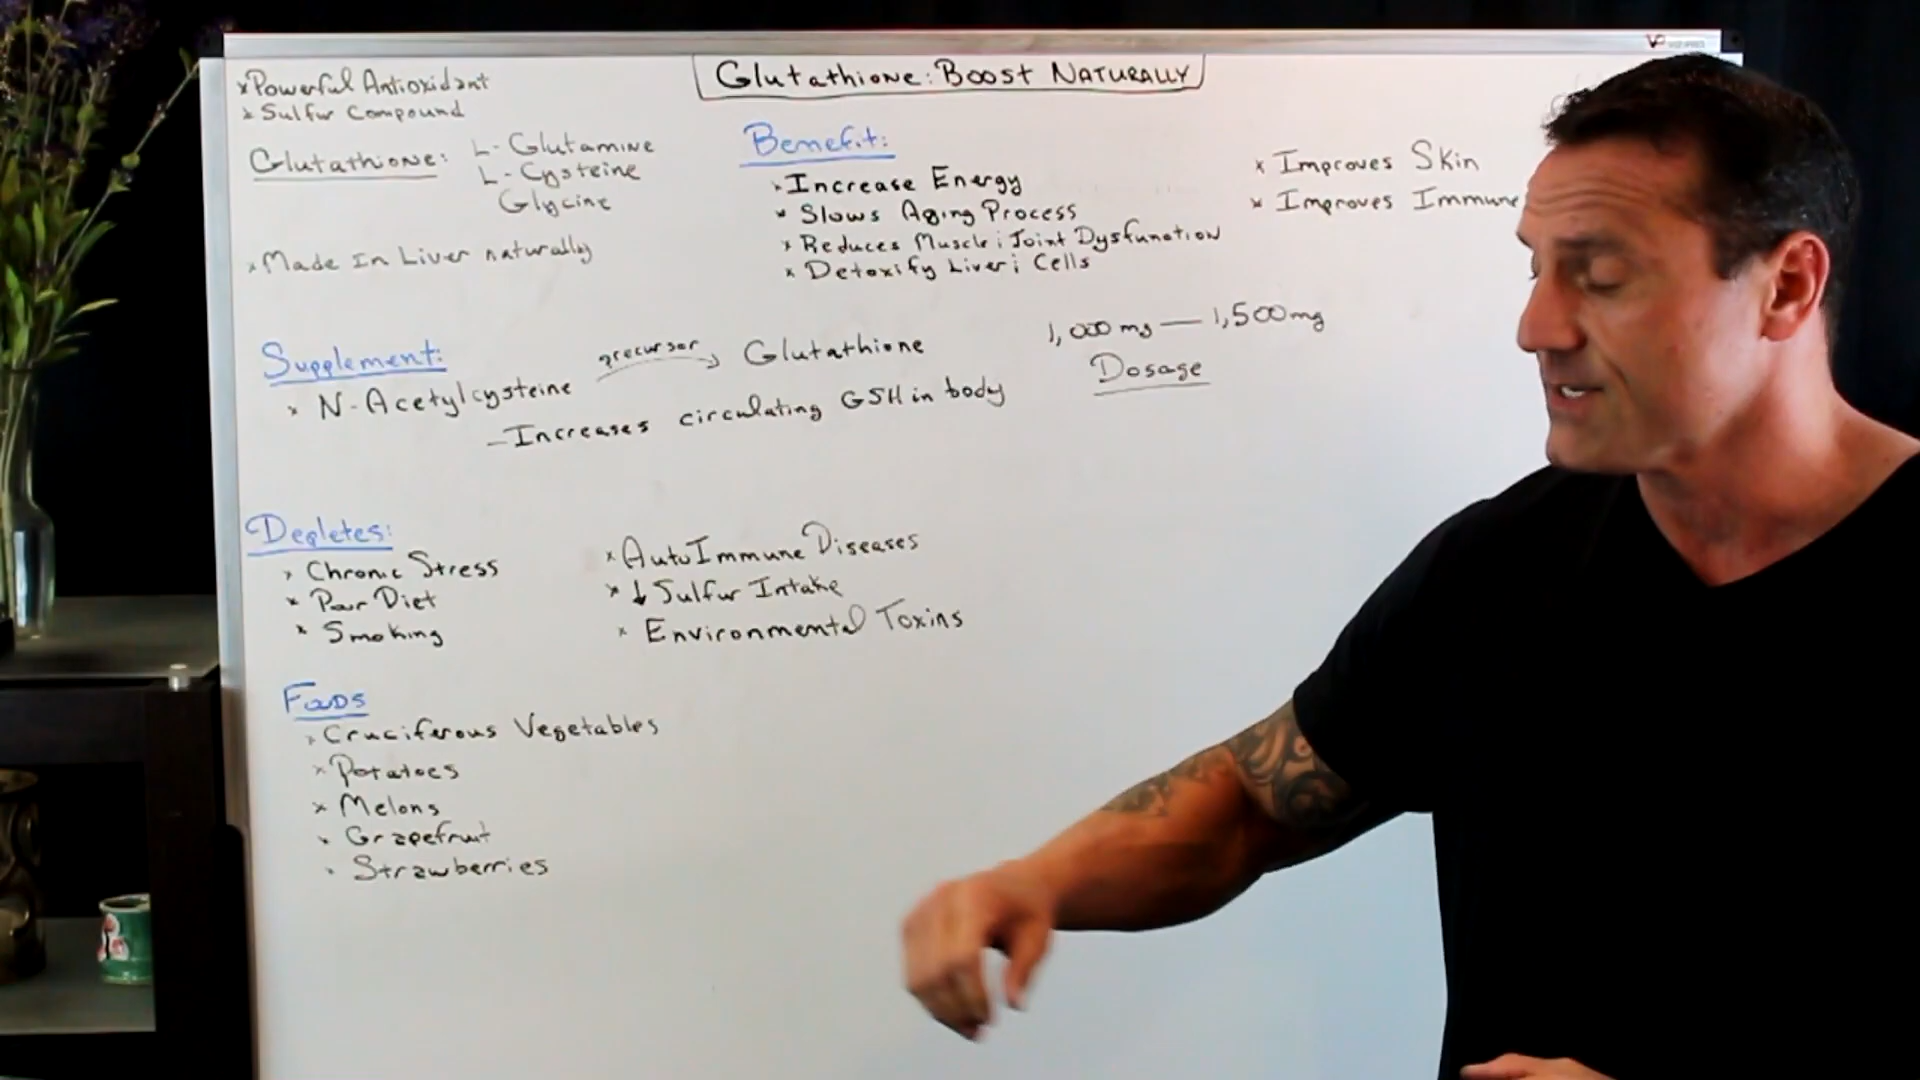 Glutathione: Boost Naturally
* Powerful Antioxidant
* Sulfur Compound
Glutathione: L-Glutamine
L-Cysteine
Glycine
* Made In Liver naturally
Benefit:
* Increase Energy
* Slows Aging Process
* Reduces Muscle & Joint Dysfunction
* Detoxify Liver & Cells
* Improves Skin
* Improves Immune
Supplement:
* N-Acetylcysteine precursor → Glutathione
- Increases circulating GSH in body
1,000 mg — 1,500 mg
Dosage
Depletes:
* Chronic Stress
* Poor Diet
* Smoking
* AutoImmune Diseases
* ↓ Sulfur Intake
* Environmental Toxins
Foods
* Cruciferous Vegetables
* Potatoes
* Melons
* Grapefruit
* Strawberries